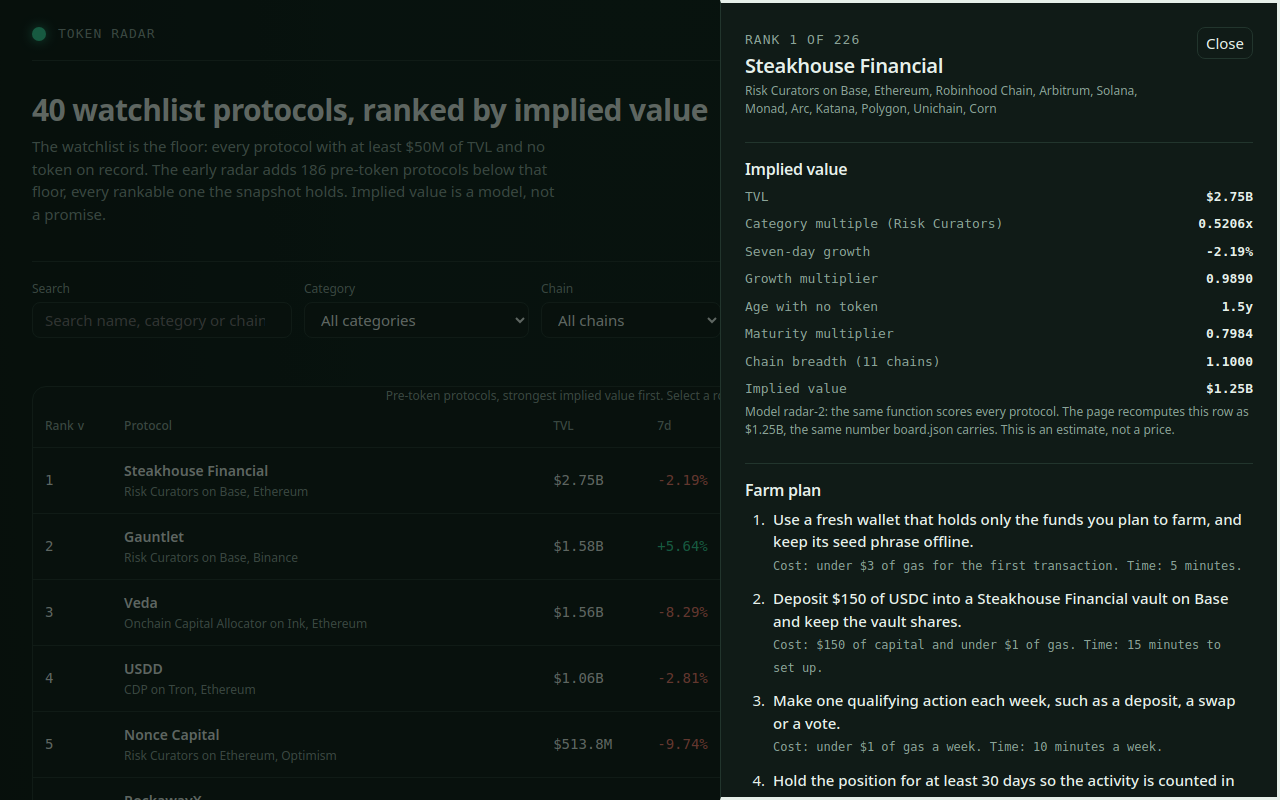 TOKEN RADAR
40 watchlist protocols, ranked by implied value
The watchlist is the floor: every protocol with at least $50M of TVL and no
token on record. The early radar adds 186 pre-token protocols below that
floor, every rankable one the snapshot holds. Implied value is a model, not
a promise.
Search
Category
Chain
Search name, category or chain
All categories
All chains
Pre-token protocols, strongest implied value first. Select a
Rank v
Protocol
TVL
7d
1
Steakhouse Financial
Risk Curators on Base, Ethereum
$2.75B
-2.19%
2
Gauntlet
Risk Curators on Base, Binance
$1.58B
+5.64%
3
Veda
Onchain Capital Allocator on Ink, Ethereum
$1.56B
-8.29%
4
USDD
CDP on Tron, Ethereum
$1.06B
-2.81%
5
Nonce Capital
Risk Curators on Ethereum, Optimism
$513.8M
-9.74%
RockawayX
RANK 1 OF 226
Close
Steakhouse Financial
Risk Curators on Base, Ethereum, Robinhood Chain, Arbitrum, Solana,
Monad, Arc, Katana, Polygon, Unichain, Corn
Implied value
TVL $2.75B
Category multiple (Risk Curators) 0.5206x
Seven-day growth -2.19%
Growth multiplier 0.9890
Age with no token 1.5y
Maturity multiplier 0.7984
Chain breadth (11 chains) 1.1000
Implied value $1.25B
Model radar-2: the same function scores every protocol. The page recomputes this row as
$1.25B, the same number board.json carries. This is an estimate, not a price.
Farm plan
1. Use a fresh wallet that holds only the funds you plan to farm, and
keep its seed phrase offline.
Cost: under $3 of gas for the first transaction. Time: 5 minutes.
2. Deposit $150 of USDC into a Steakhouse Financial vault on Base
and keep the vault shares.
Cost: $150 of capital and under $1 of gas. Time: 15 minutes to
set up.
3. Make one qualifying action each week, such as a deposit, a swap
or a vote.
Cost: under $1 of gas a week. Time: 10 minutes a week.
4. Hold the position for at least 30 days so the activity is counted in